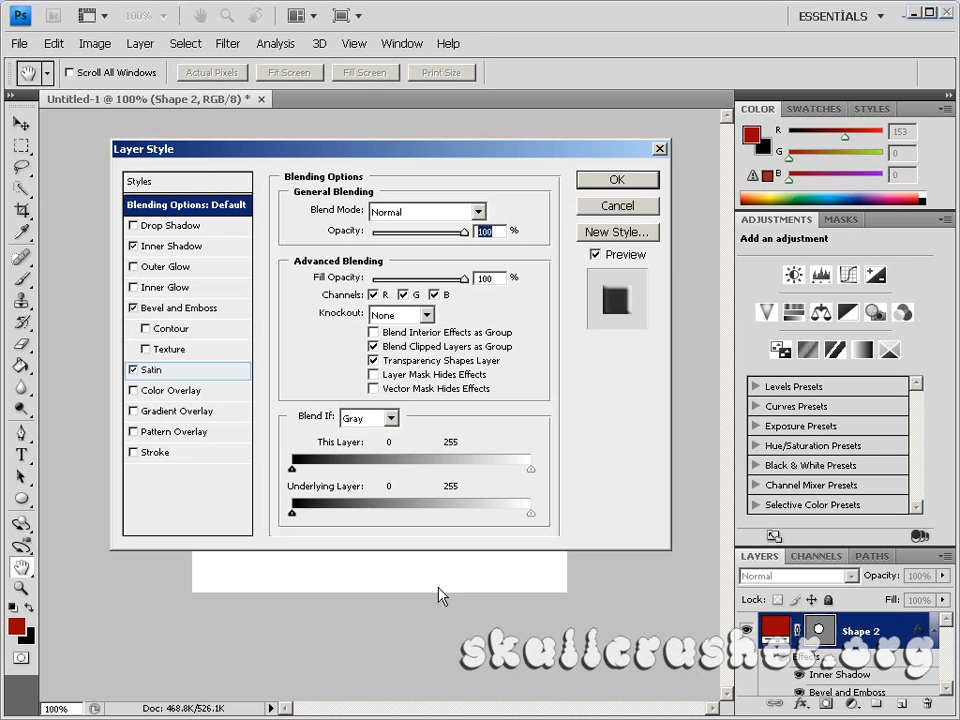 Ps Br 100% ESSENTİALS
File Edit Image Layer Select Filter Analysis 3D View Window Help
Scroll All Windows Actual Pixels Fit Screen Fill Screen Print Size
Untitled-1 @ 100% (Shape 2, RGB/8) *
Layer Style
Styles
Blending Options: Default
Drop Shadow
Inner Shadow
Outer Glow
Inner Glow
Bevel and Emboss
Contour
Texture
Satin
Color Overlay
Gradient Overlay
Pattern Overlay
Stroke
Blending Options
General Blending
Blend Mode: Normal
Opacity: 100 %
Advanced Blending
Fill Opacity: 100 %
Channels: R G B
Knockout: None
Blend Interior Effects as Group
Blend Clipped Layers as Group
Transparency Shapes Layer
Layer Mask Hides Effects
Vector Mask Hides Effects
Blend If: Gray
This Layer: 0 255
Underlying Layer: 0 255
OK
Cancel
New Style...
Preview
COLOR SWATCHES STYLES
R 153
G 0
B 0
ADJUSTMENTS MASKS
Add an adjustment
Levels Presets
Curves Presets
Exposure Presets
Hue/Saturation Presets
Black & White Presets
Channel Mixer Presets
Selective Color Presets
LAYERS CHANNELS PATHS
Normal Opacity: 100%
Lock: Fill: 100%
Shape 2 fx
Effects
Inner Shadow
Bevel and Emboss
skullcrusher.org
100% Doc: 468.8K/526.1K